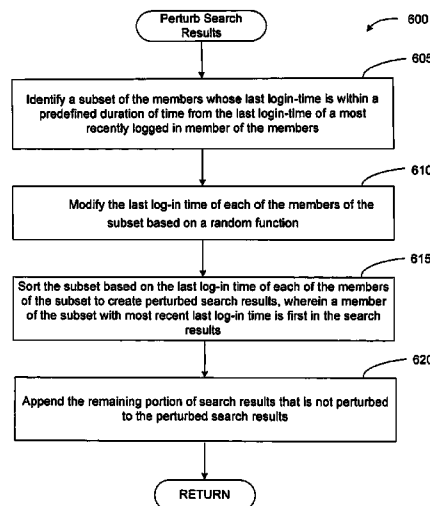 Perturb Search
Results
600
605
Identify a subset of the members whose last login-time is within a
predefined duration of time from the last login-time of a most
recently logged in member of the members
610
Modify the last log-in time of each of the members of the
subset based on a random function
615
Sort the subset based on the last log-in time of each of the members
of the subset to create perturbed search results, wherein a member
of the subset with most recent last log-in time is first in the search
results
620
Append the remaining portion of search results that is not perturbed
to the perturbed search results
RETURN